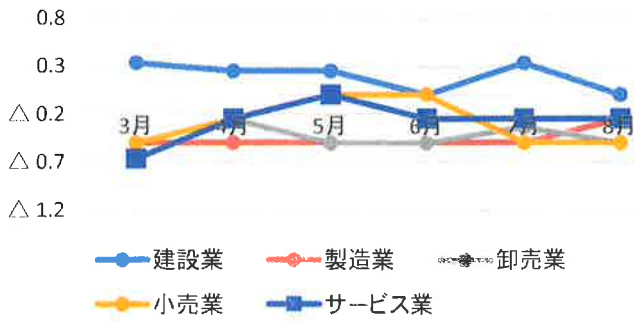 0.8
0.3
△ 0.2
△ 0.7
△ 1.2
3月 4月 5月 6月 7月 8月
建設業 製造業 卸売業
小売業 サービス業